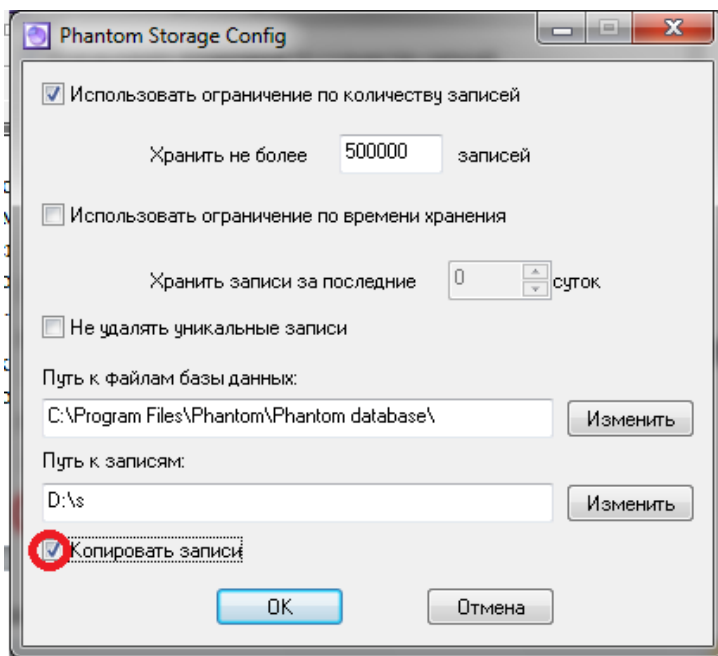 Phantom Storage Config
Использовать ограничение по количеству записей
Хранить не более 500000 записей
Использовать ограничение по времени хранения
Хранить записи за последние 0 суток
Не удалять уникальные записи
Путь к файлам базы данных:
C:\Program Files\Phantom\Phantom database\ Изменить
Путь к записям:
D:\s Изменить
Копировать записи
OK Отмена